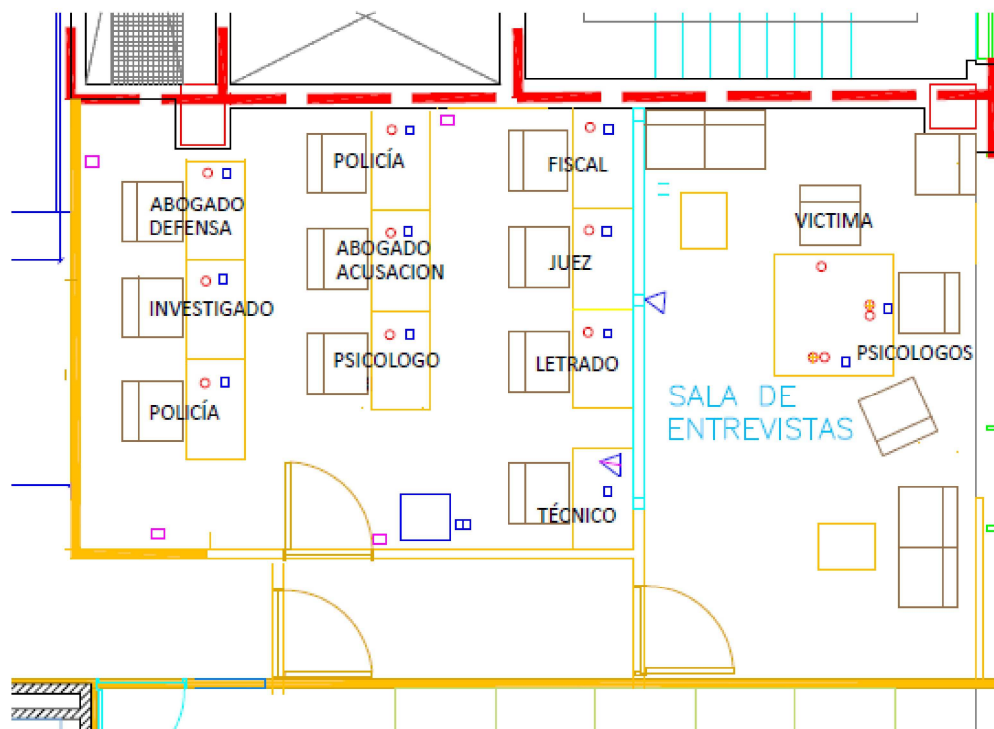 POLICÍA
FISCAL
ABOGADO
DEFENSA
VICTIMA
ABOGADO
ACUSACION
JUEZ
INVESTIGADO
PSICOLOGO
LETRADO
PSICOLOGOS
POLICÍA
SALA DE
ENTREVISTAS
TÉCNICO